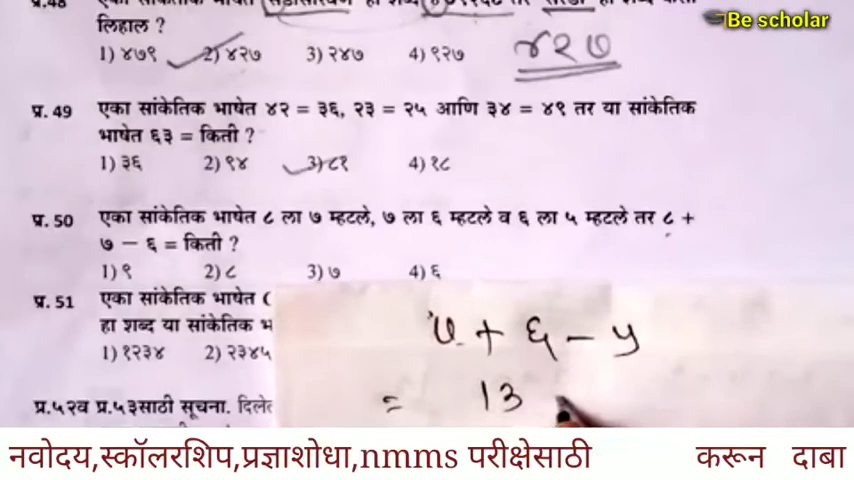 Be scholar
लिहाल ?
1) ४७९ 2) ४२७ 3) २४७ 4) ९२७
४२७
प्र. 49 एका सांकेतिक भाषेत ४२ = ३६, २३ = २५ आणि ३४ = ४९ तर या सांकेतिक
भाषेत ६३ = किती ?
1) ३६ 2) ९४ 3) ८१ 4) १८
प्र. 50 एका सांकेतिक भाषेत ८ ला ७ म्हटले, ७ ला ६ म्हटले व ६ ला ५ म्हटले तर ८ +
७ – ६ = किती ?
1) ९ 2) ८ 3) ७ 4) ६
प्र. 51 एका सांकेतिक भाषेत
हा शब्द या सांकेतिक
1) १२३४ 2) २३४५
७ + ६ – ५
= 13
प्र.५२व प्र.५३साठी सूचना.
नवोदय,स्कॉलरशिप,प्रज्ञाशोधा,nmms परीक्षेसाठी करून दाबा